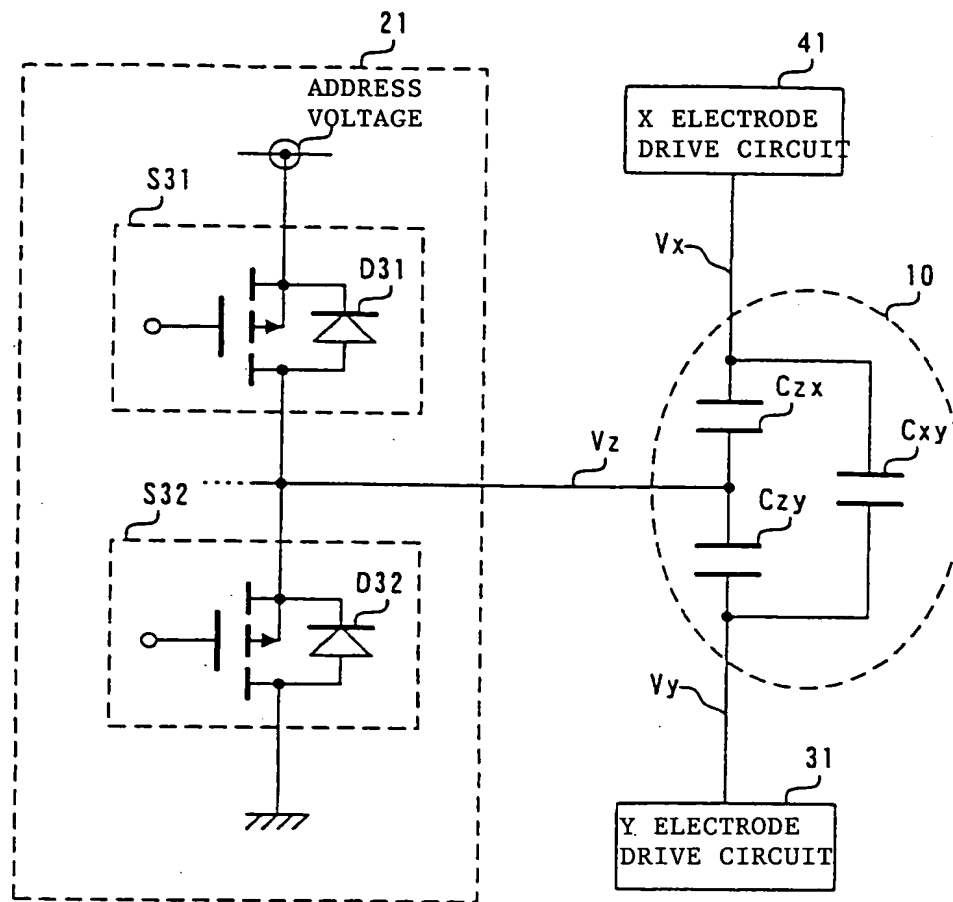 21
ADDRESS
VOLTAGE
41
X ELECTRODE
DRIVE CIRCUIT
S31
D31
Vx
10
Czx
Cxy
Vz
S32
Czy
D32
Vy
31
Y ELECTRODE
DRIVE CIRCUIT